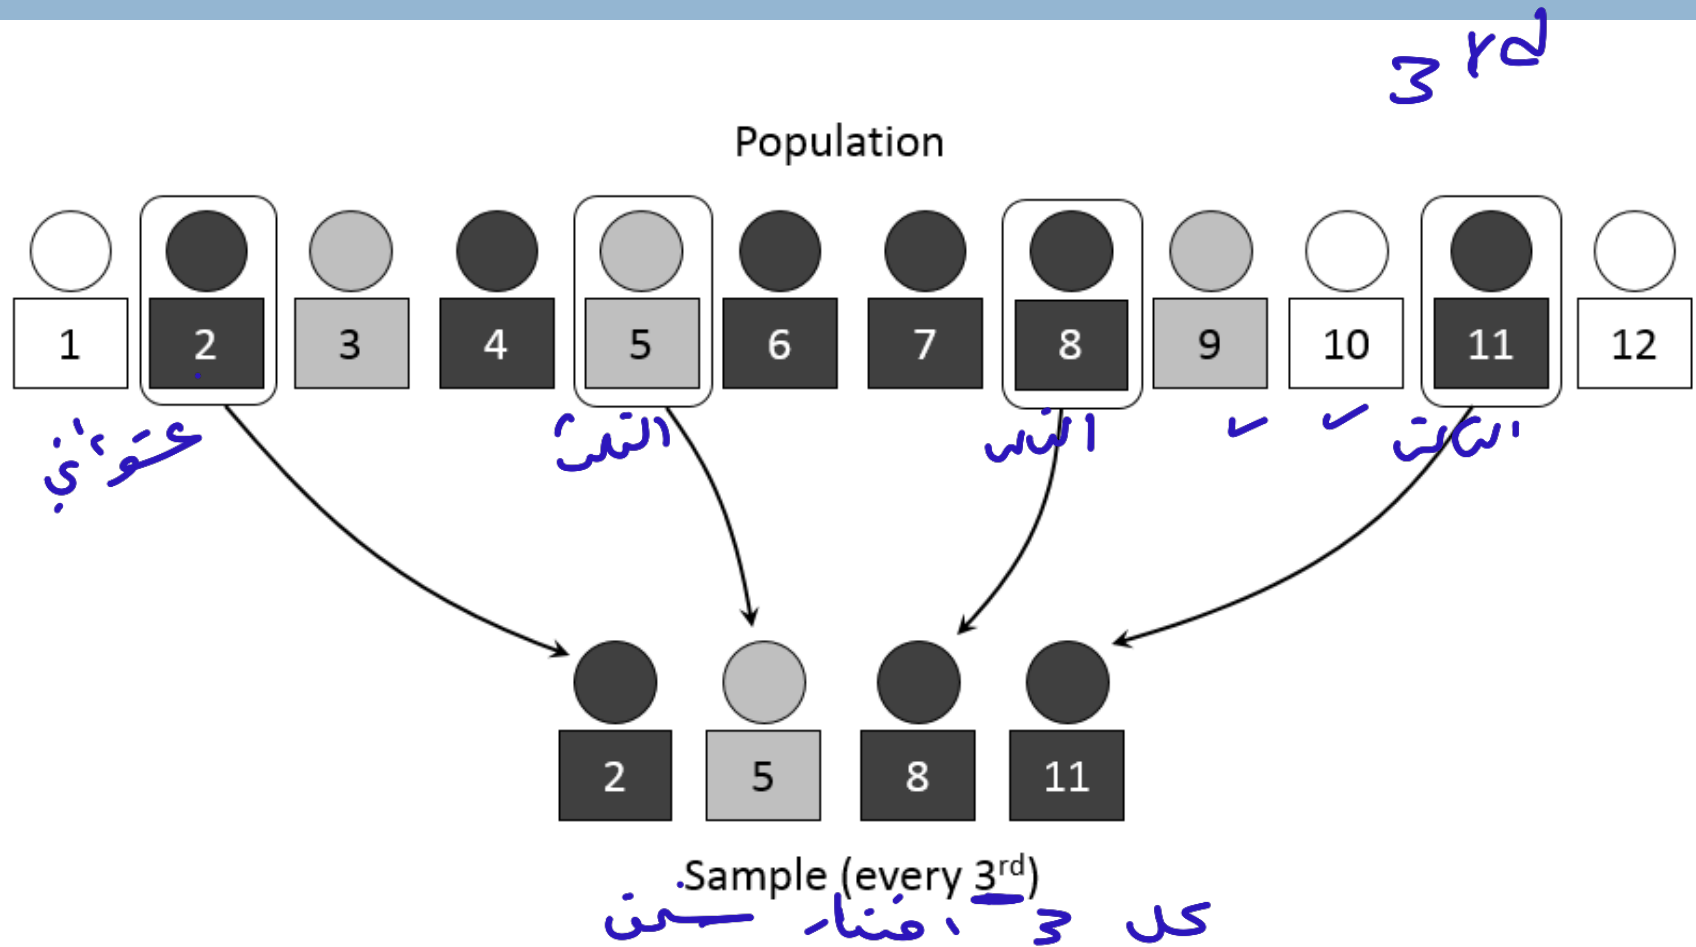 3rd
Population
1 2 3 4 5 6 7 8 9 10 11 12
عشوائي الثالث الثالث الثالث
2 5 8 11
Sample (every 3rd)
كل 3 اختار